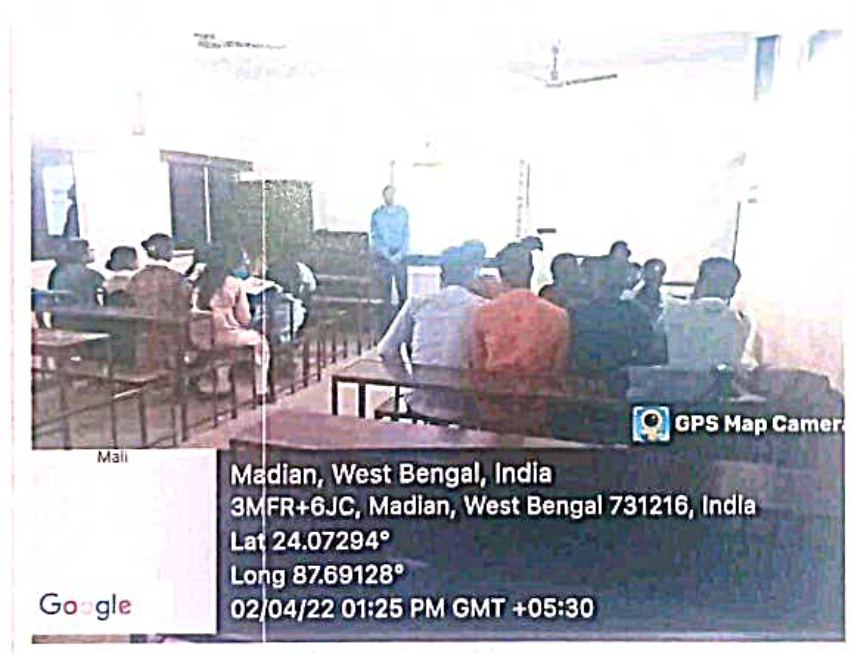 GPS Map Camer
Mali
Madian, West Bengal, India
3MFR+6JC, Madian, West Bengal 731216, India
Lat 24.07294°
Long 87.69128°
02/04/22 01:25 PM GMT +05:30
Google